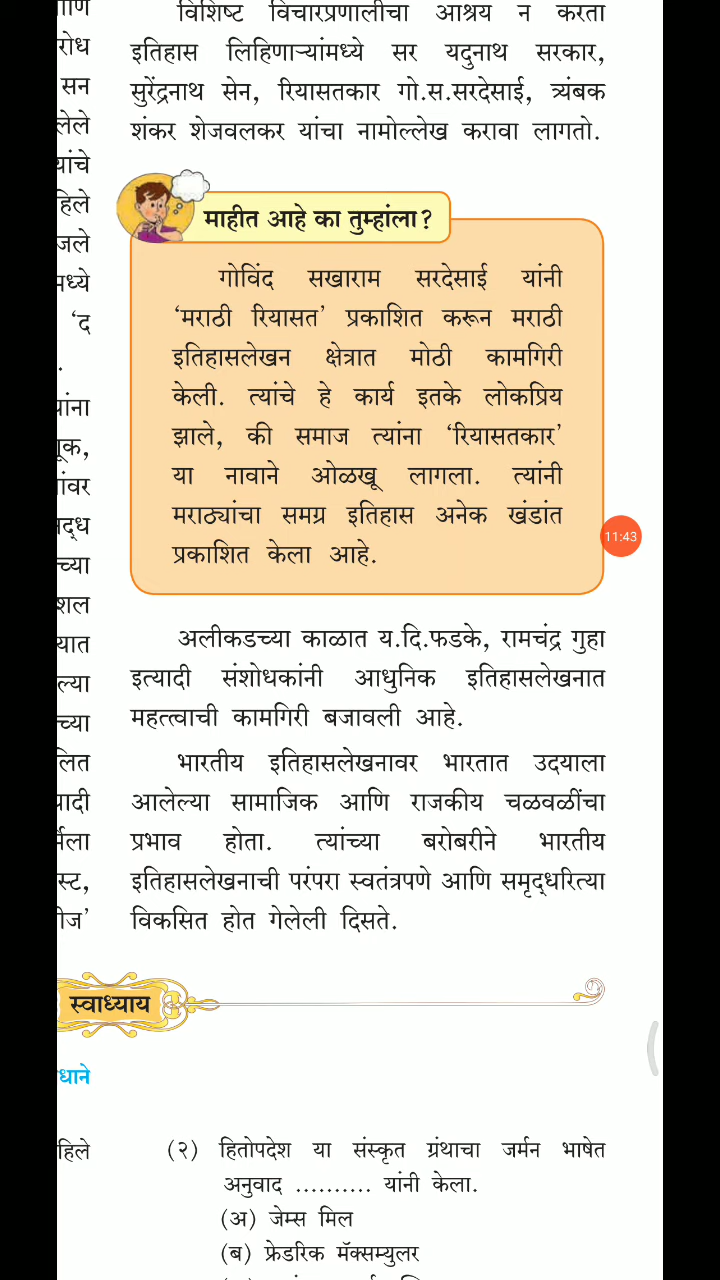 विशिष्ट विचारप्रणालीचा आश्रय न करता
इतिहास लिहिणाऱ्यांमध्ये सर यदुनाथ सरकार,
सुरेंद्रनाथ सेन, रियासतकार गो.स.सरदेसाई, त्र्यंबक
शंकर शेजवलकर यांचा नामोल्लेख करावा लागतो.
माहीत आहे का तुम्हांला?
गोविंद सखाराम सरदेसाई यांनी
‘मराठी रियासत’ प्रकाशित करून मराठी
इतिहासलेखन क्षेत्रात मोठी कामगिरी
केली. त्यांचे हे कार्य इतके लोकप्रिय
झाले, की समाज त्यांना ‘रियासतकार’
या नावाने ओळखू लागला. त्यांनी
मराठ्यांचा समग्र इतिहास अनेक खंडांत
प्रकाशित केला आहे.
11:43
अलीकडच्या काळात य.दि.फडके, रामचंद्र गुहा
इत्यादी संशोधकांनी आधुनिक इतिहासलेखनात
महत्त्वाची कामगिरी बजावली आहे.
भारतीय इतिहासलेखनावर भारतात उदयाला
आलेल्या सामाजिक आणि राजकीय चळवळींचा
प्रभाव होता. त्यांच्या बरोबरीने भारतीय
इतिहासलेखनाची परंपरा स्वतंत्रपणे आणि समृद्धरित्या
विकसित होत गेलेली दिसते.
स्वाध्याय
(२) हितोपदेश या संस्कृत ग्रंथाचा जर्मन भाषेत
अनुवाद .......... यांनी केला.
(अ) जेम्स मिल
(ब) फ्रेडरिक मॅक्सम्युलर